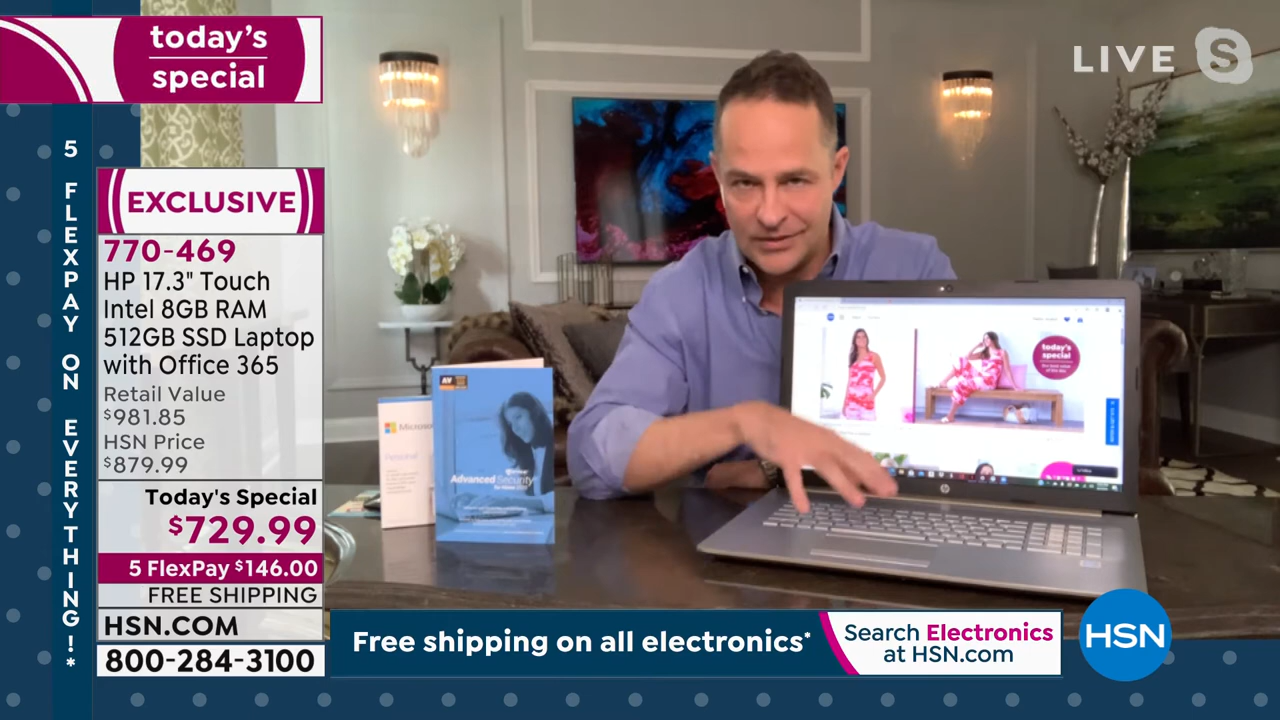 today's
special
LIVE S
5 FLEXPAY ON EVERYTHING!*
EXCLUSIVE
770-469
HP 17.3" Touch
Intel 8GB RAM
512GB SSD Laptop
with Office 365
Retail Value
$981.85
HSN Price
$879.99
Today's Special
$729.99
5 FlexPay $146.00
FREE SHIPPING
HSN.COM
800-284-3100
AV
Advanced Security
Microso
Personal
today's
special
hp
Free shipping on all electronics*
Search Electronics
at HSN.com
HSN